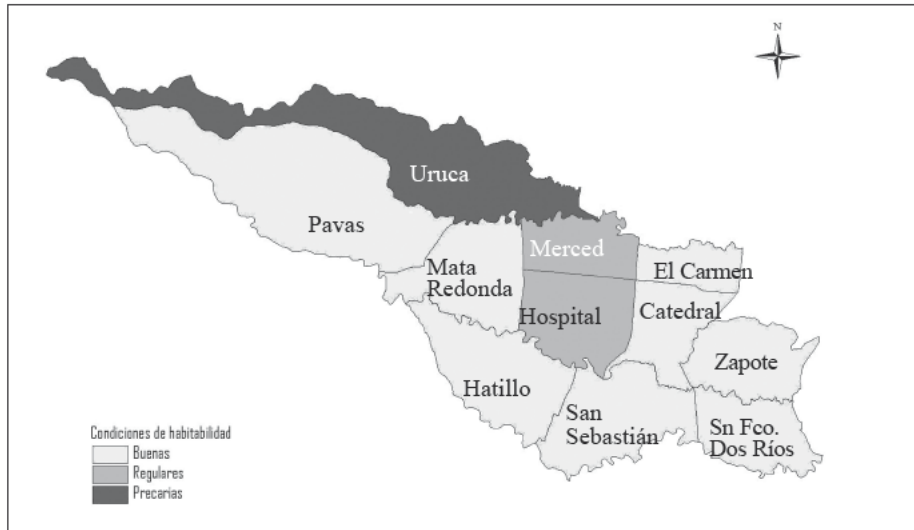 N
Uruca
Pavas
Merced
Mata
Redonda
El Carmen
Hospital
Catedral
Zapote
Hatillo
San
Sebastián
Sn Fco.
Dos Ríos
Condiciones de habitabilidad
Buenas
Regulares
Precarias